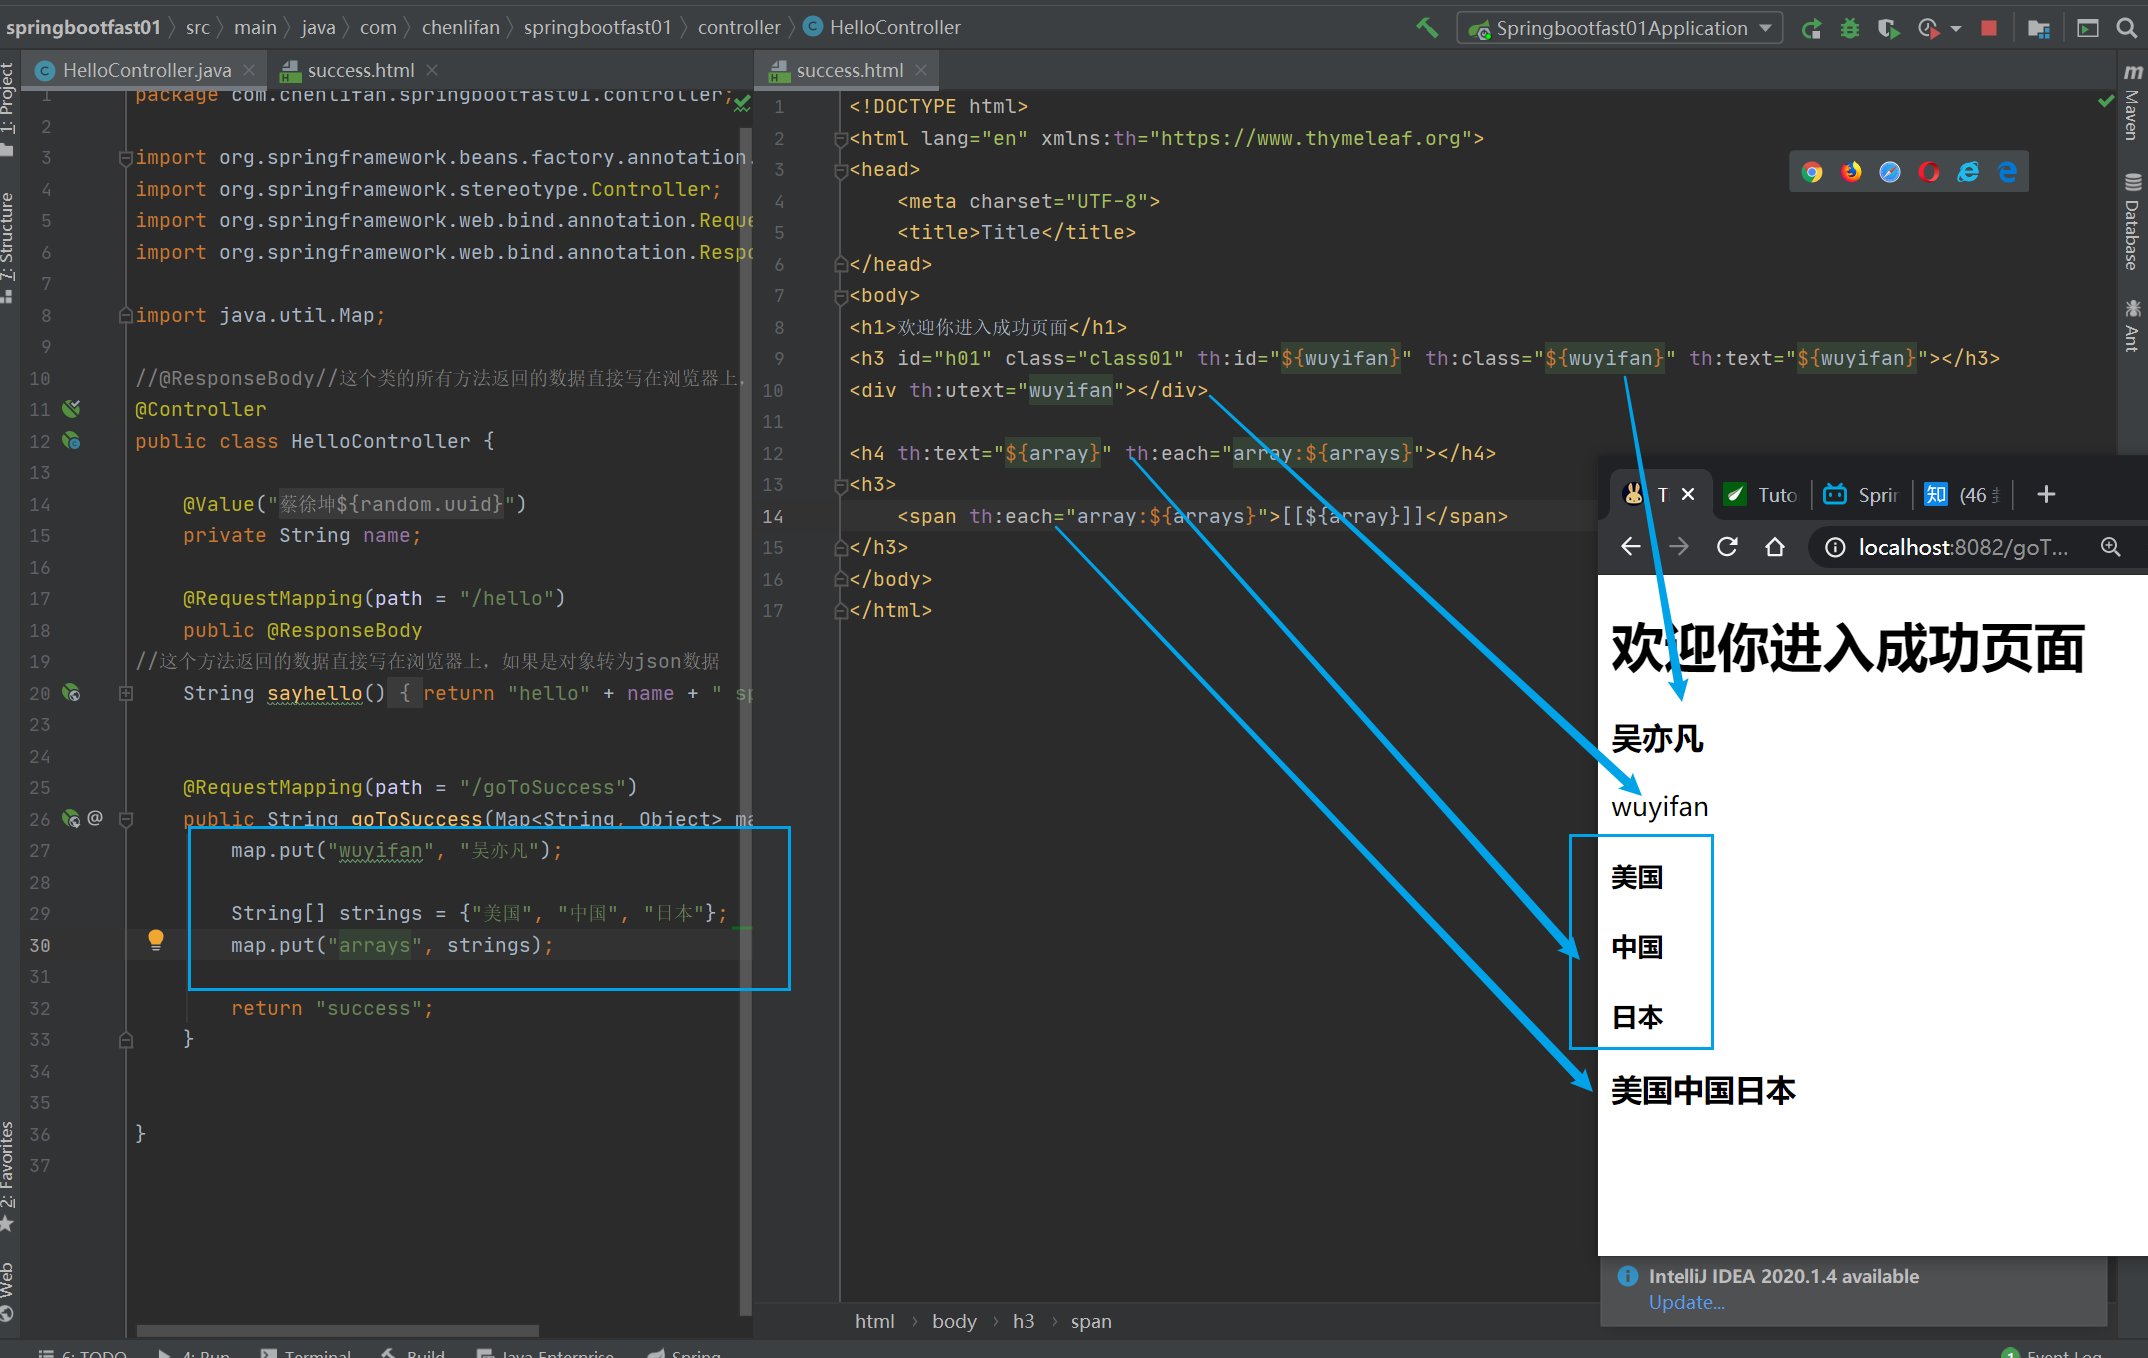 springbootfast01 src main java com chenlifan springbootfast01 controller HelloController
Springbootfast01Application
HelloController.java
success.html
success.html
1: Project
7: Structure
2: Favorites
Web
1 package com.chenlifan.springbootfast01.controller;
2
3 import org.springframework.beans.factory.annotation.
4 import org.springframework.stereotype.Controller;
5 import org.springframework.web.bind.annotation.Reque
6 import org.springframework.web.bind.annotation.Respo
7
8 import java.util.Map;
9
10 //@ResponseBody//这个类的所有方法返回的数据直接写在浏览器上,
11 @Controller
12 public class HelloController {
13
14 @Value("蔡徐坤${random.uuid}")
15 private String name;
16
17 @RequestMapping(path = "/hello")
18 public @ResponseBody
19 //这个方法返回的数据直接写在浏览器上，如果是对象转为json数据
20 String sayhello() { return "hello" + name + " sp
23
24
25 @RequestMapping(path = "/goToSuccess")
26 @ public String goToSuccess(Map<String, Object> ma
27 map.put("wuyifan", "吴亦凡");
28
29 String[] strings = {"美国", "中国", "日本"};
30 map.put("arrays", strings);
31
32 return "success";
33 }
34
35
36 }
37
1 <!DOCTYPE html>
2 <html lang="en" xmlns:th="https://www.thymeleaf.org">
3 <head>
4 <meta charset="UTF-8">
5 <title>Title</title>
6 </head>
7 <body>
8 <h1>欢迎你进入成功页面</h1>
9 <h3 id="h01" class="class01" th:id="${wuyifan}" th:class="${wuyifan}" th:text="${wuyifan}"></h3>
10 <div th:utext="wuyifan"></div>
11
12 <h4 th:text="${array}" th:each="array:${arrays}"></h4>
13 <h3>
14 <span th:each="array:${arrays}">[[${array}]]</span>
15 </h3>
16 </body>
17 </html>
html body h3 span
Maven
Database
Ant
Tuto
知 (46
localhost:8082/goT...
欢迎你进入成功页面
吴亦凡
wuyifan
美国
中国
日本
美国中国日本
IntelliJ IDEA 2020.1.4 available
Update...
6: TODO 4: Run Terminal Build Java Enterprise Spring
1 Event Log